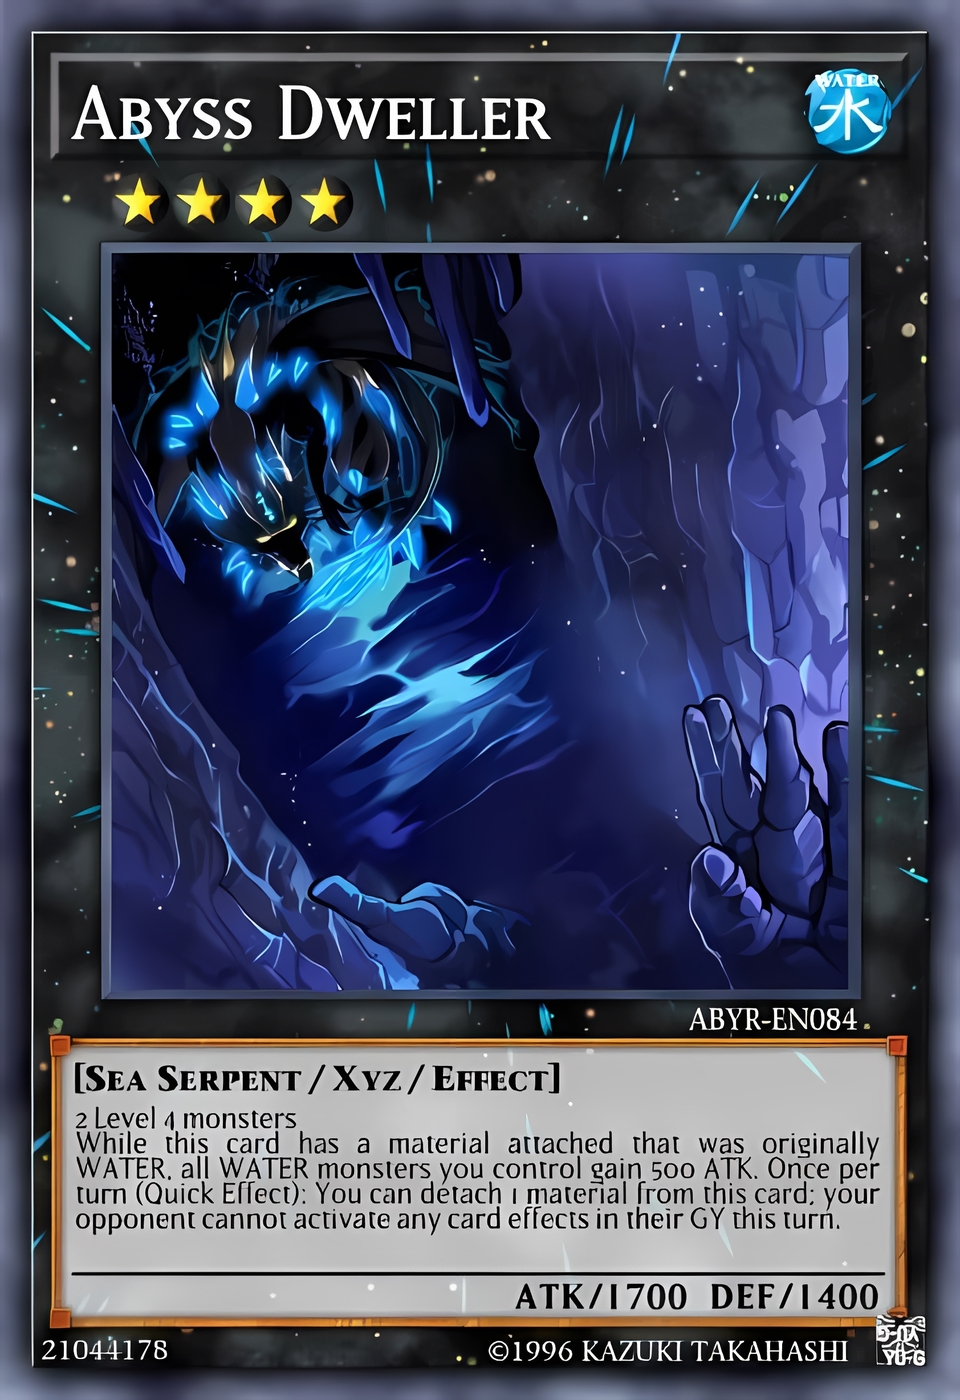 Abyss Dweller
WATER
水
ABYR-EN084
[Sea Serpent / Xyz / Effect]
2 Level 4 monsters
While this card has a material attached that was originally
WATER, all WATER monsters you control gain 500 ATK. Once per
turn (Quick Effect): You can detach 1 material from this card; your
opponent cannot activate any card effects in their GY this turn.
ATK/1700 DEF/1400
21044178
©1996 KAZUKI TAKAHASHI